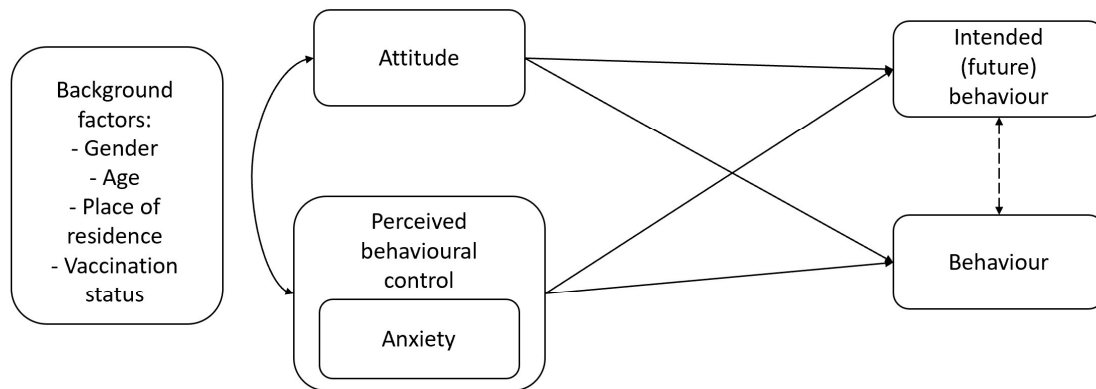 Background
factors:
- Gender
- Age
- Place of
residence
- Vaccination
status
Attitude
Perceived
behavioural
control
Anxiety
Intended
(future)
behaviour
Behaviour